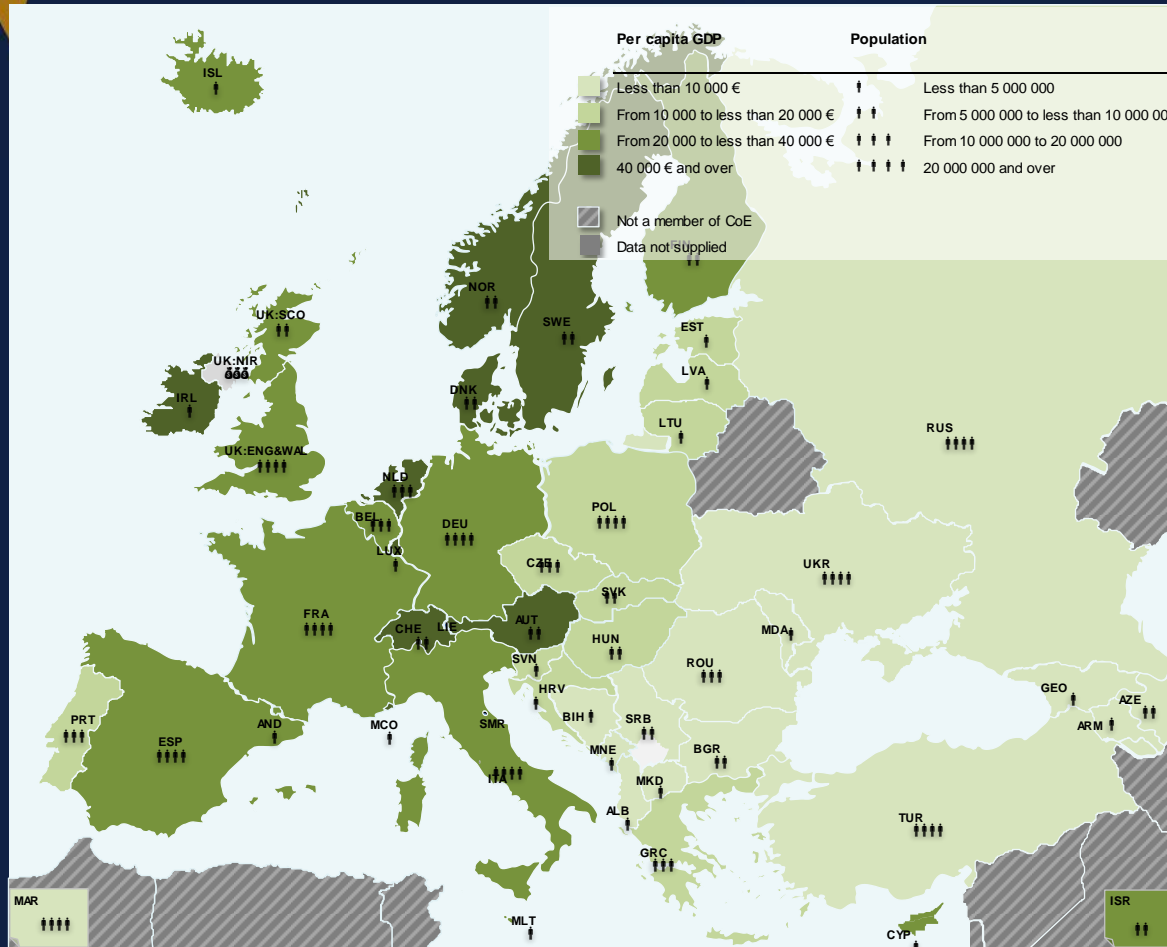 Per capita GDP Population
Less than 10 000 € Less than 5 000 000
From 10 000 to less than 20 000 € From 5 000 000 to less than 10 000 00
From 20 000 to less than 40 000 € From 10 000 000 to 20 000 000
40 000 € and over 20 000 000 and over
Not a member of CoE
Data not supplied
ISL
FIN
NOR
UK:SCO
SWE
EST
UK:NIR
LVA
DNK
IRL
LTU
RUS
UK:ENG&WAL
NLD
POL
BEL
DEU
LUX
CZE
UKR
SVK
FRA
AUT
CHE
LIE
MDA
HUN
SVN
ROU
HRV
GEO
AZE
PRT
AND
MCO
SMR
BIH
SRB
ARM
ESP
MNE
BGR
ITA
MKD
ALB
TUR
GRC
MAR
ISR
MLT
CYP